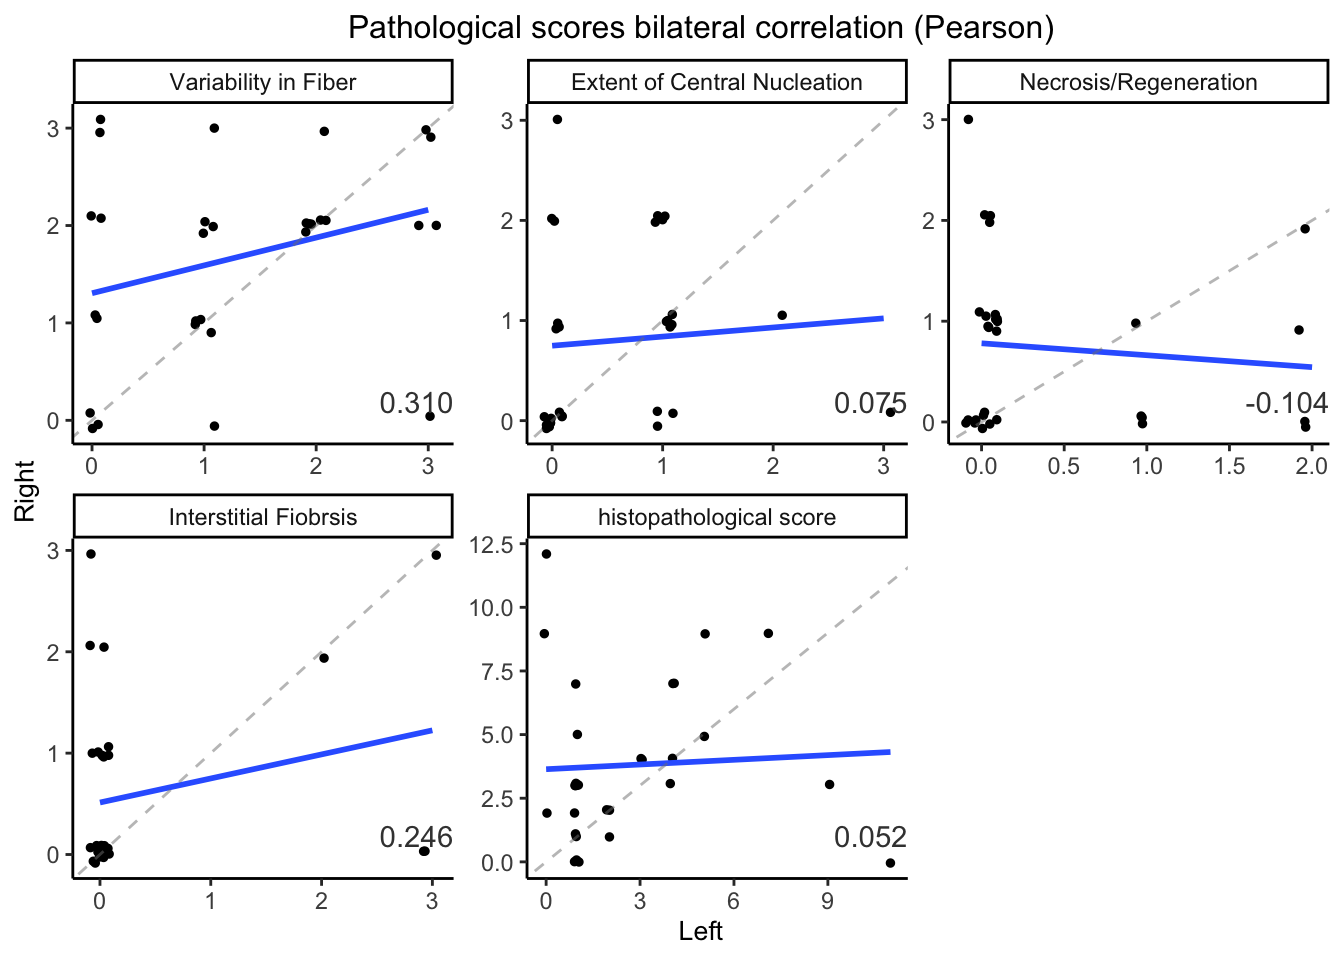 Pathological scores bilateral correlation (Pearson)
Variability in Fiber
Extent of Central Nucleation
Necrosis/Regeneration
3
2
1
0
0.310
0 1 2 3
3
2
1
0
0.075
0 1 2 3
3
2
1
0
-0.104
0.0 0.5 1.0 1.5 2.0
Right
Interstitial Fiobrsis
histopathological score
3
2
1
0
0.246
0 1 2 3
12.5
10.0
7.5
5.0
2.5
0.0
0.052
0 3 6 9
Left